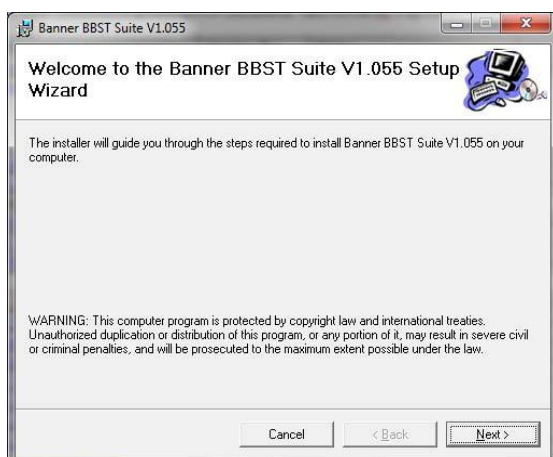 Banner BBST Suite V1.055
Welcome to the Banner BBST Suite V1.055 Setup
Wizard
The installer will guide you through the steps required to install Banner BBST Suite V1.055 on your
computer.
WARNING: This computer program is protected by copyright law and international treaties.
Unauthorized duplication or distribution of this program, or any portion of it, may result in severe civil
or criminal penalties, and will be prosecuted to the maximum extent possible under the law.
Cancel < Back Next >